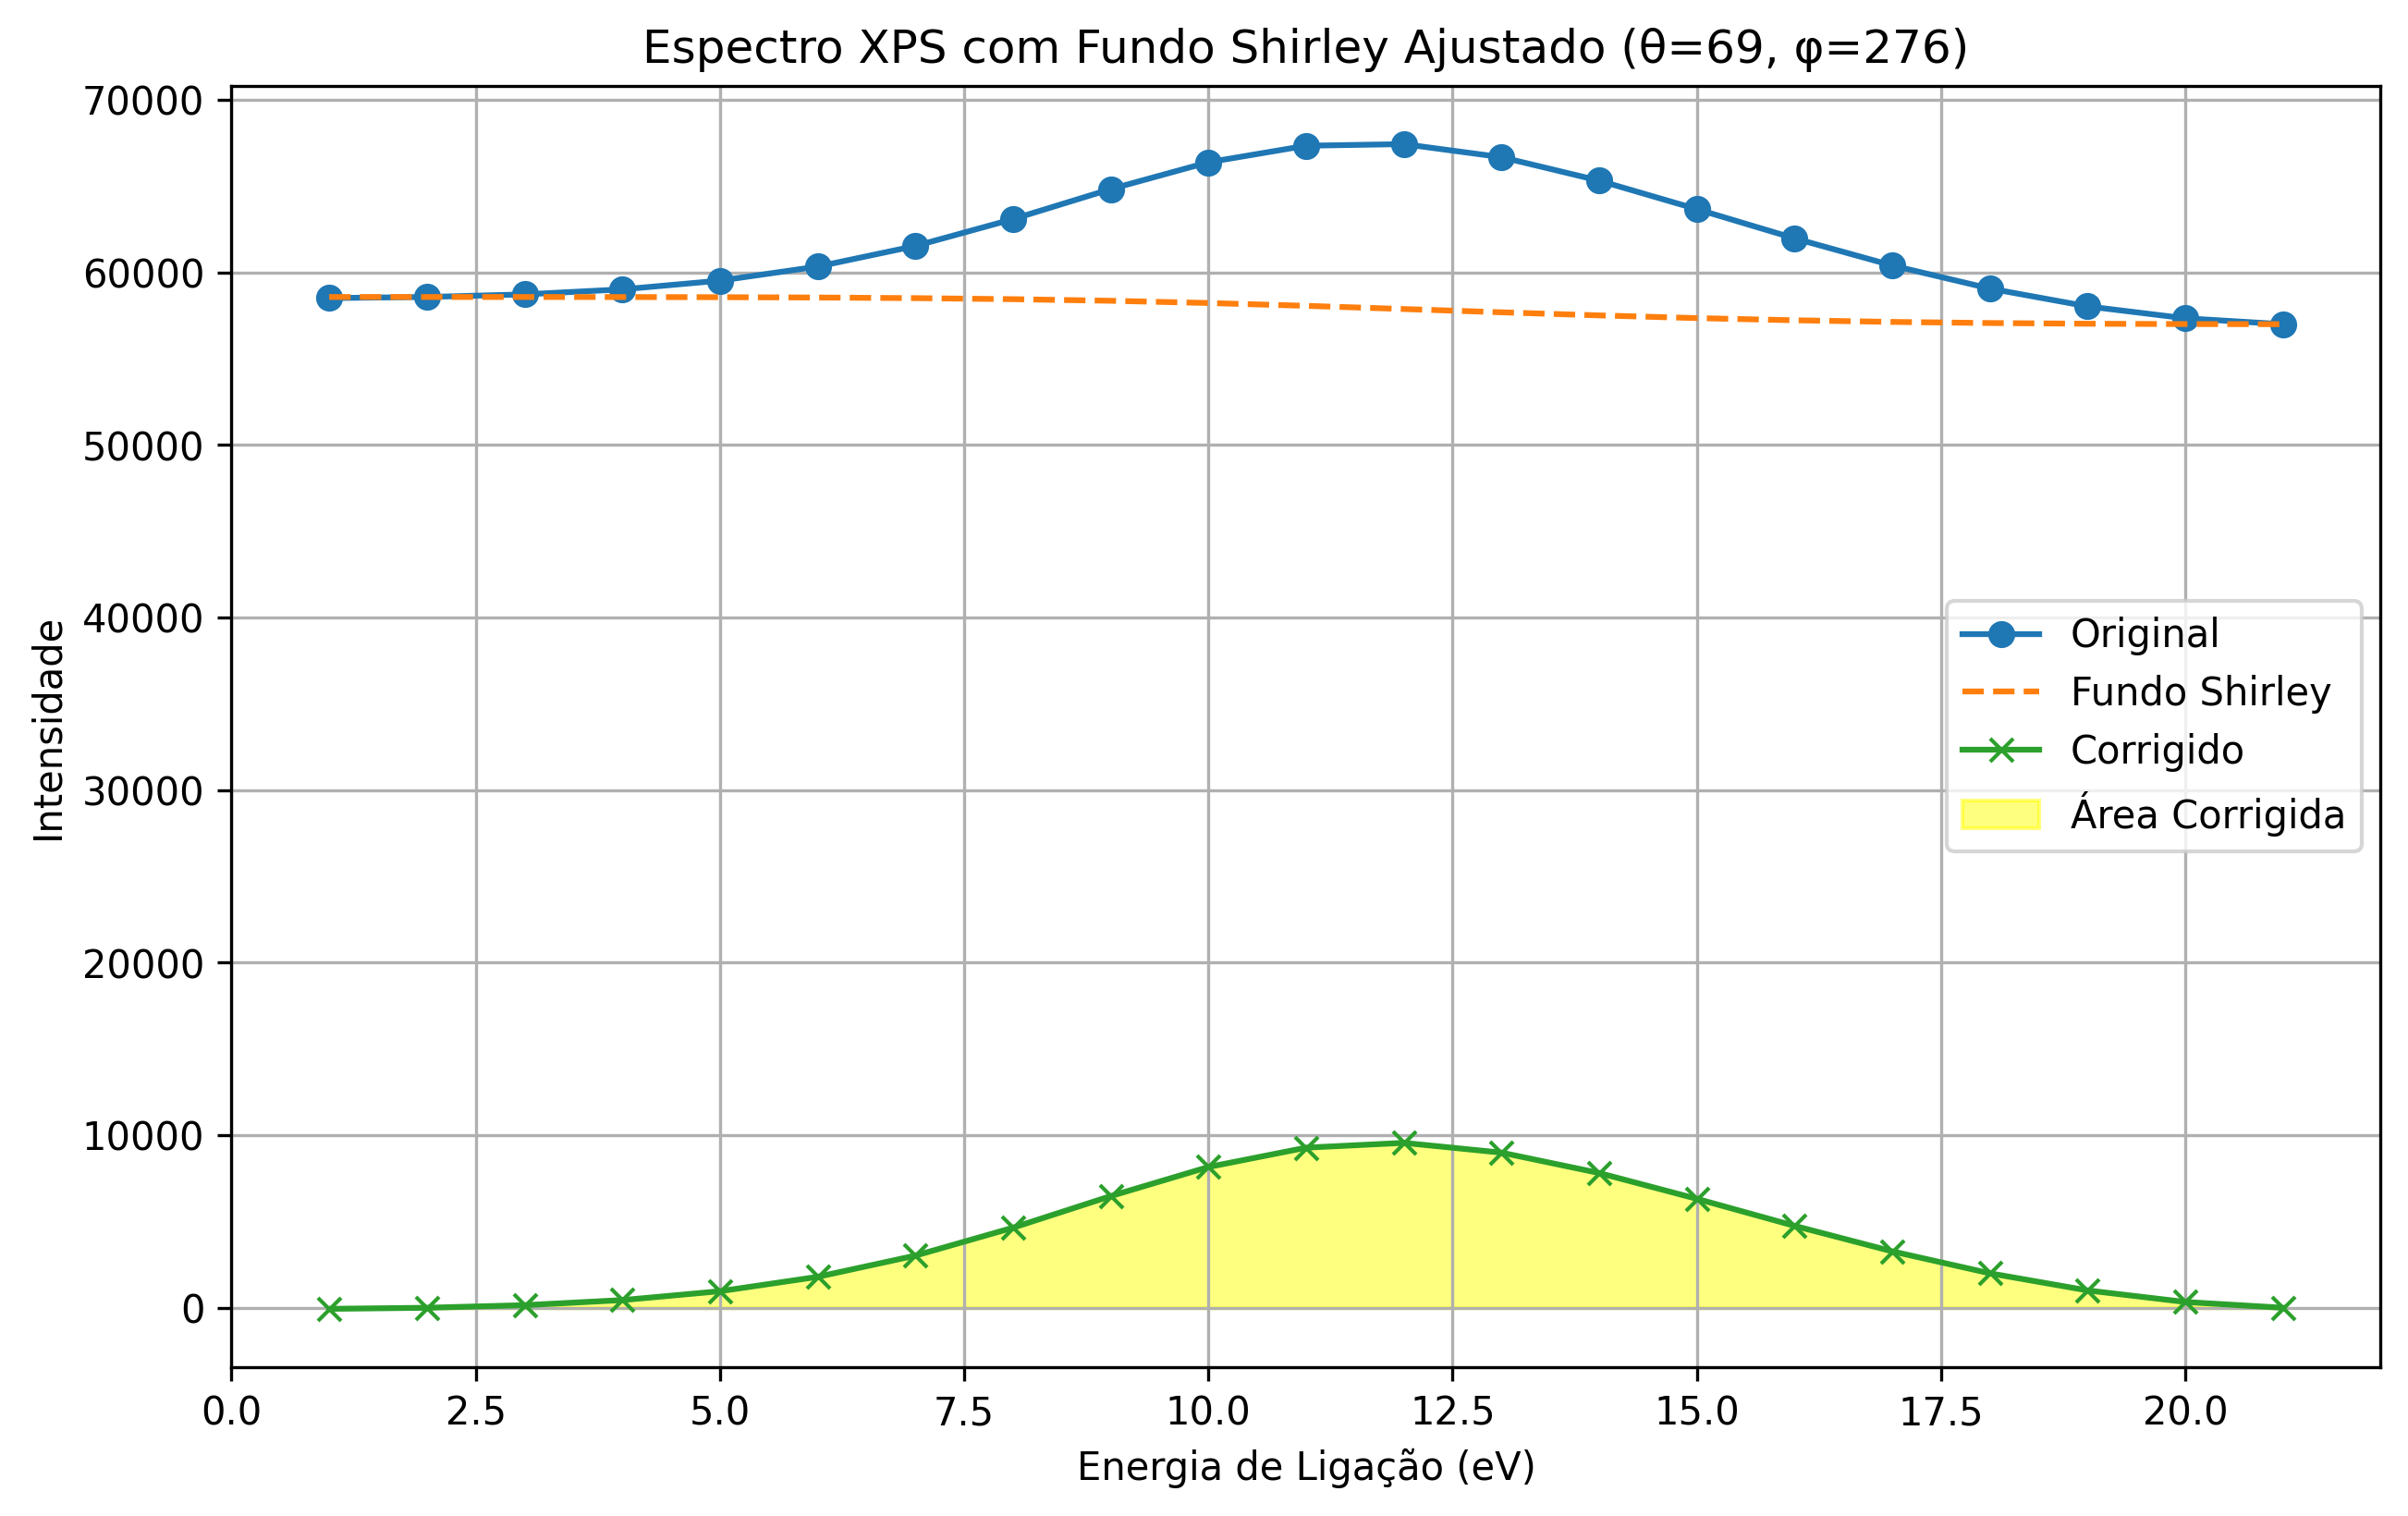 Espectro XPS com Fundo Shirley Ajustado (θ=69, φ=276)
70000
60000
50000
40000
30000
20000
10000
0
Intensidade
Original
Fundo Shirley
Corrigido
Área Corrigida
0.0 2.5 5.0 7.5 10.0 12.5 15.0 17.5 20.0
Energia de Ligação (eV)